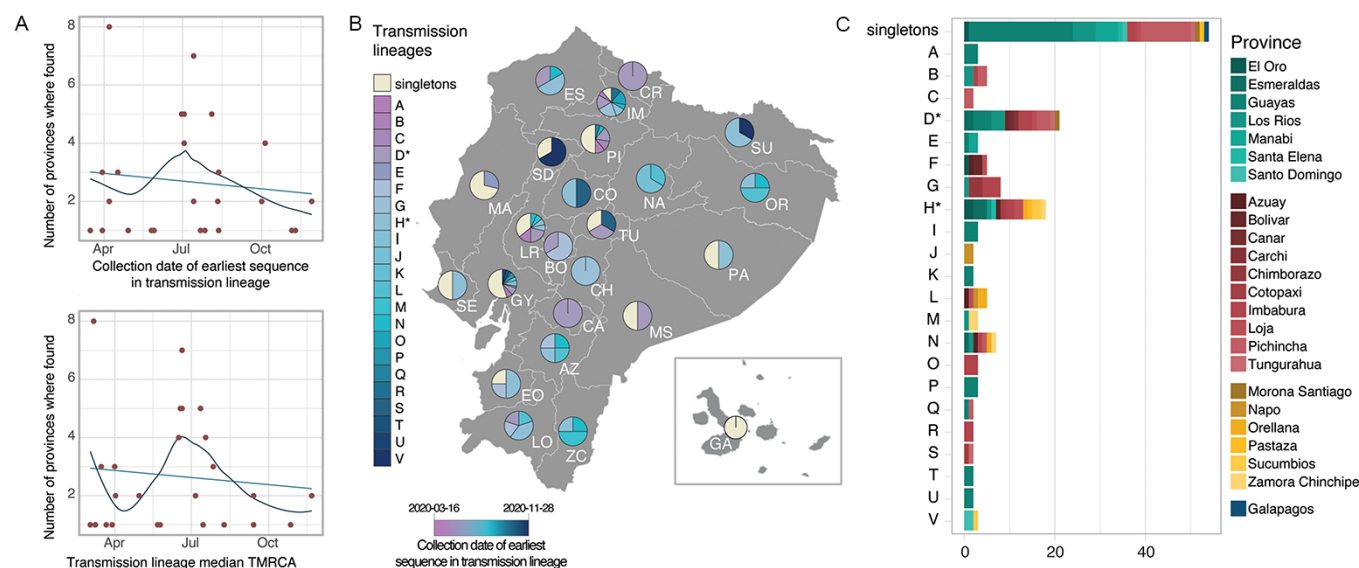 A
Number of provinces where found
8
6
4
2
Apr
Jul
Oct
Collection date of earliest sequence
in transmission lineage
Number of provinces where found
8
6
4
2
Apr
Jul
Oct
Transmission lineage median TMRCA
B
Transmission
lineages
singletons
A
B
C
D*
E
F
G
H*
I
J
K
L
M
N
O
P
Q
R
S
T
U
V
ES
CR
IM
PI
SU
SD
MA
CO
NA
OR
LR
TU
BO
PA
CH
SE
GY
CA
MS
AZ
EO
LO
ZC
GA
2020-03-16
2020-11-28
Collection date of earliest
sequence in transmission lineage
C
singletons
A
B
C
D*
E
F
G
H*
I
J
K
L
M
N
O
P
Q
R
S
T
U
V
0
20
40
Province
El Oro
Esmeraldas
Guayas
Los Rios
Manabi
Santa Elena
Santo Domingo
Azuay
Bolivar
Canar
Carchi
Chimborazo
Cotopaxi
Imbabura
Loja
Pichincha
Tungurahua
Morona Santiago
Napo
Orellana
Pastaza
Sucumbios
Zamora Chinchipe
Galapagos